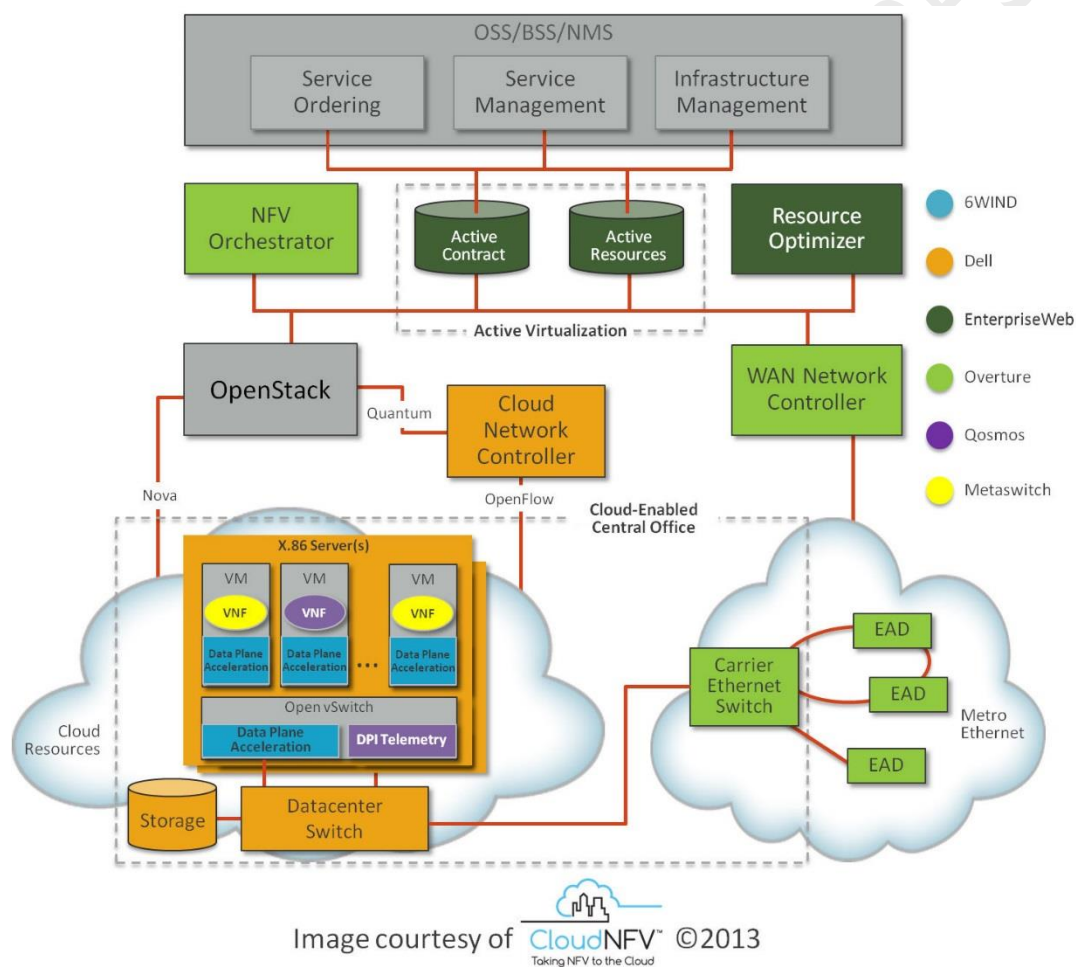 OSS/BSS/NMS
Service
Ordering
Service
Management
Infrastructure
Management
NFV
Orchestrator
Active
Contract
Active
Resources
Resource
Optimizer
Active Virtualization
6WIND
Dell
EnterpriseWeb
Overture
Qosmos
Metaswitch
OpenStack
Quantum
Cloud
Network
Controller
WAN Network
Controller
Nova
OpenFlow
Cloud-Enabled
Central Office
X.86 Server(s)
VM
VNF
Data Plane
Acceleration
VM
VNF
Data Plane
Acceleration
...
VM
VNF
Data Plane
Acceleration
Open vSwitch
Data Plane
Acceleration
DPI Telemetry
Cloud
Resources
Storage
Datacenter
Switch
Carrier
Ethernet
Switch
EAD
EAD
EAD
Metro
Ethernet
Image courtesy of CloudNFV™ ©2013
Taking NFV to the Cloud